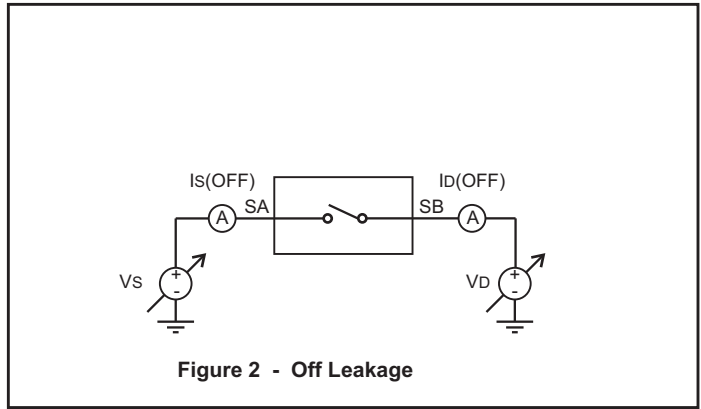 IS(OFF) ID(OFF)
A SA SB A
VS + - VD + -
Figure 2 - Off Leakage